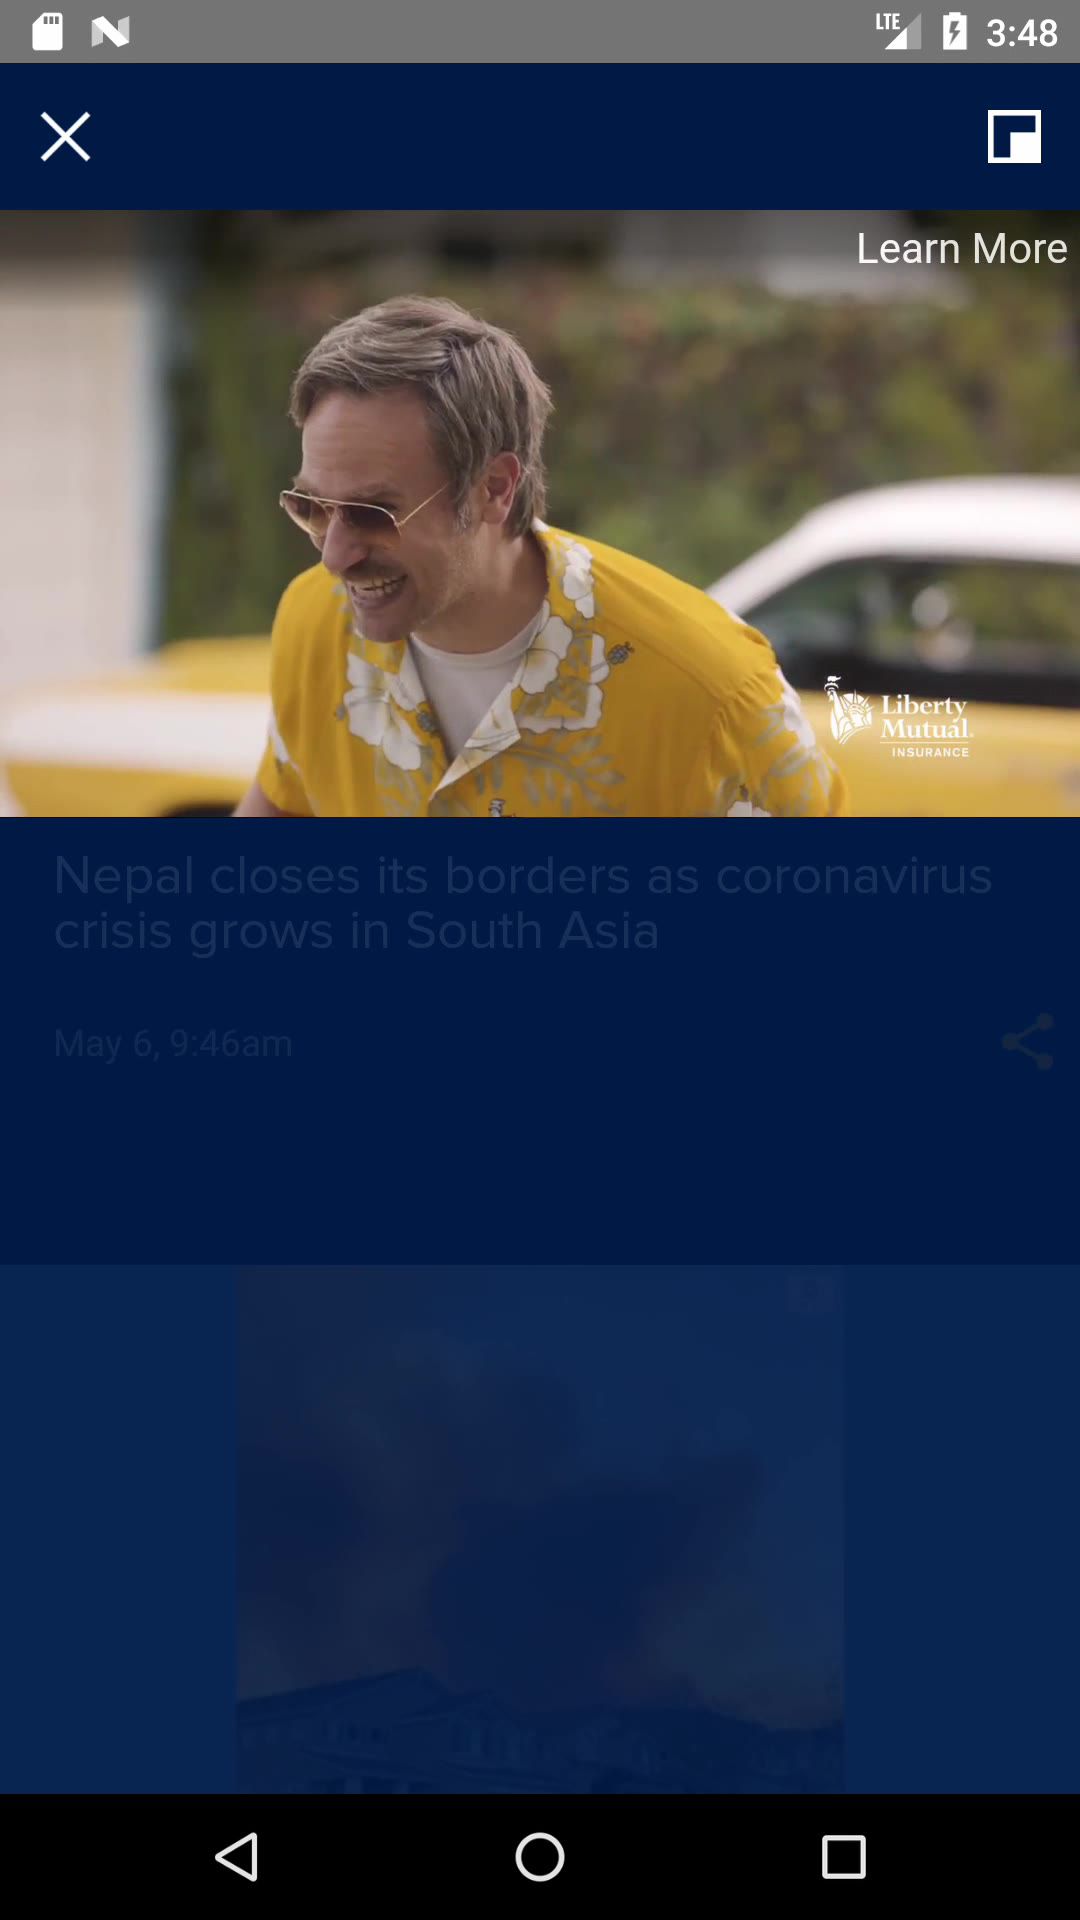 LTE
3:48
Learn More
Liberty
Mutual®
INSURANCE
Nepal closes its borders as coronavirus
crisis grows in South Asia
May 6, 9:46am